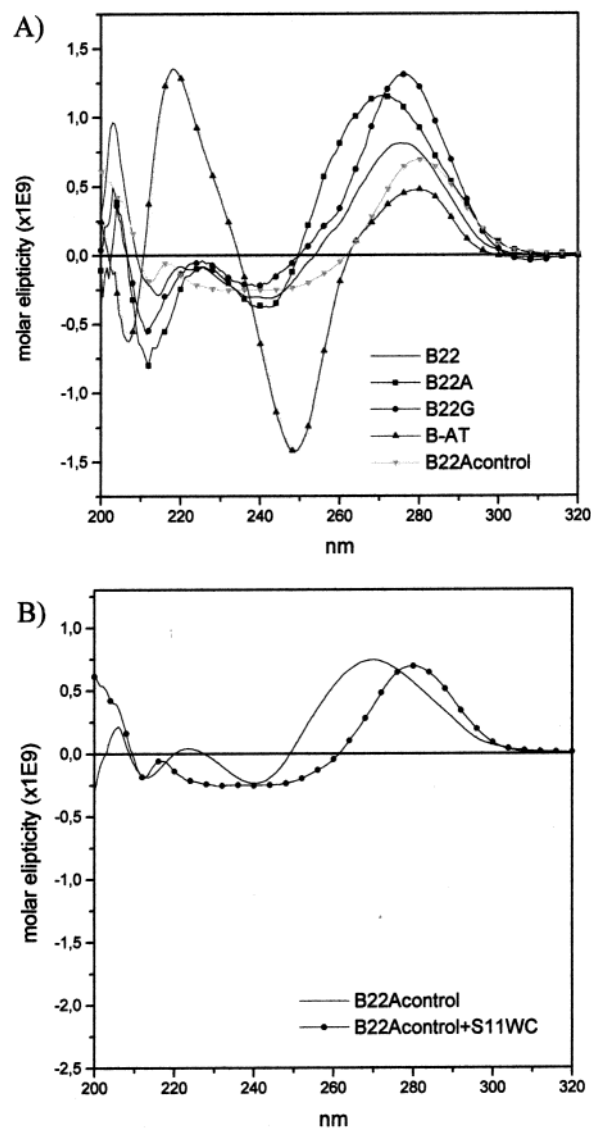 A)
molar elipticity (x1E9)
1,5
1,0
0,5
0,0
-0,5
-1,0
-1,5
200 220 240 260 280 300 320
nm
B22
B22A
B22G
B-AT
B22Acontrol
B)
molar elipticity (x1E9)
1,0
0,5
0,0
-0,5
-1,0
-1,5
-2,0
-2,5
200 220 240 260 280 300 320
nm
B22Acontrol
B22Acontrol+S11WC